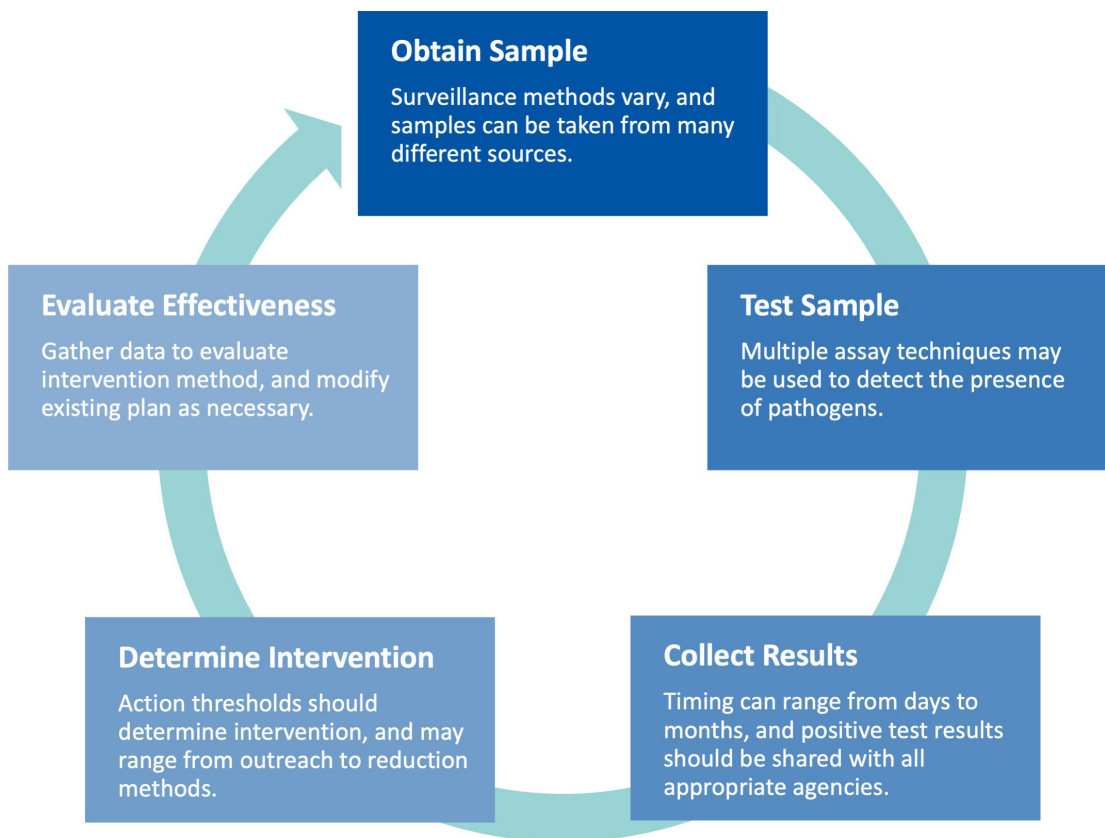 Obtain Sample
Surveillance methods vary, and
samples can be taken from many
different sources.
Test Sample
Multiple assay techniques may
be used to detect the presence
of pathogens.
Collect Results
Timing can range from days to
months, and positive test results
should be shared with all
appropriate agencies.
Determine Intervention
Action thresholds should
determine intervention, and may
range from outreach to reduction
methods.
Evaluate Effectiveness
Gather data to evaluate
intervention method, and modify
existing plan as necessary.